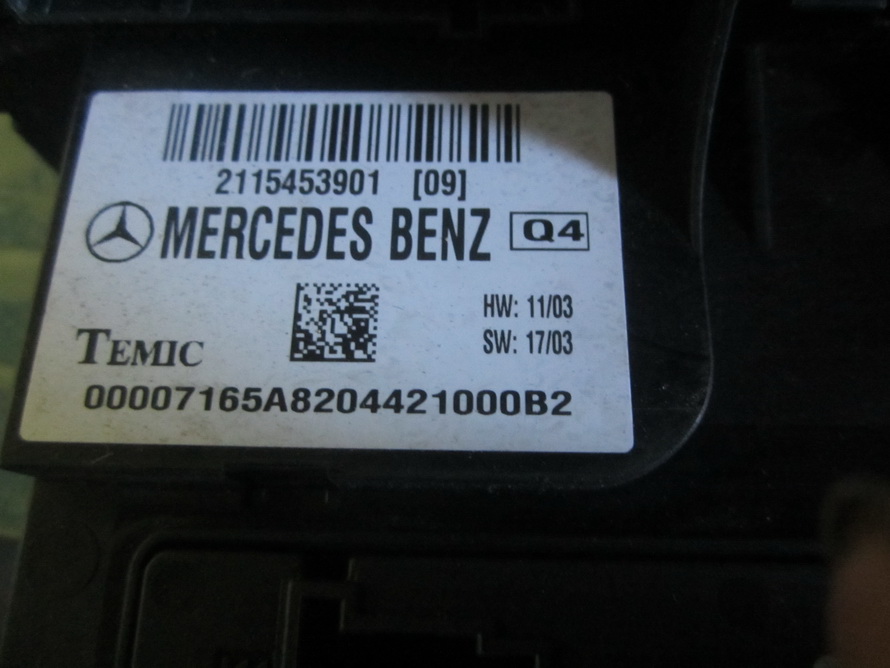 2115453901 [09]
MERCEDES BENZ Q4
HW: 11/03
SW: 17/03
TEMIC
00007165A8204421000B2